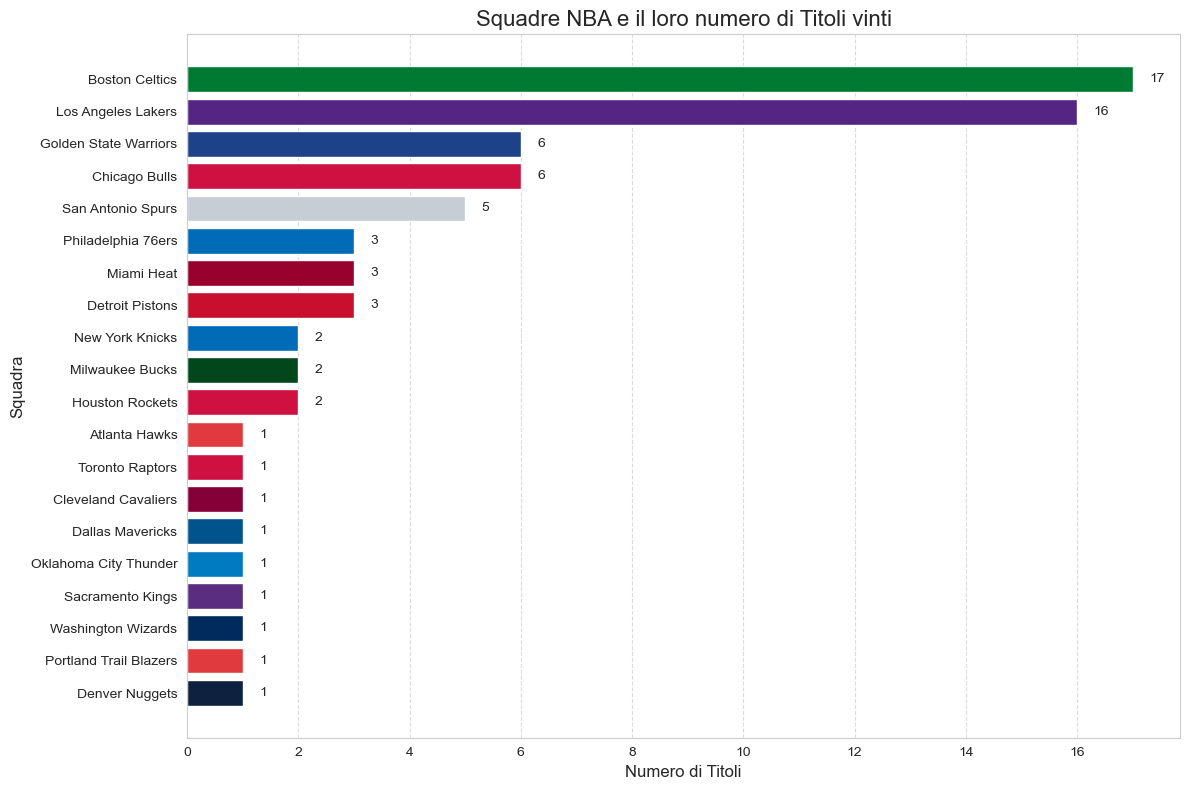 Squadre NBA e il loro numero di Titoli vinti
Squadra
Boston Celtics 17
Los Angeles Lakers 16
Golden State Warriors 6
Chicago Bulls 6
San Antonio Spurs 5
Philadelphia 76ers 3
Miami Heat 3
Detroit Pistons 3
New York Knicks 2
Milwaukee Bucks 2
Houston Rockets 2
Atlanta Hawks 1
Toronto Raptors 1
Cleveland Cavaliers 1
Dallas Mavericks 1
Oklahoma City Thunder 1
Sacramento Kings 1
Washington Wizards 1
Portland Trail Blazers 1
Denver Nuggets 1
0 2 4 6 8 10 12 14 16
Numero di Titoli